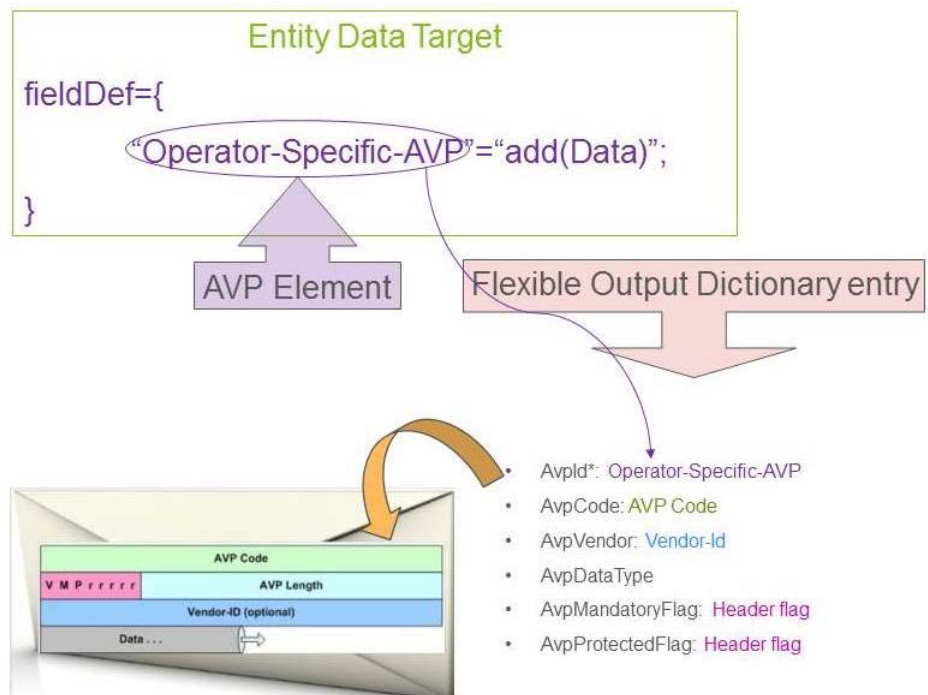 Entity Data Target
fieldDef={
“Operator-Specific-AVP”=“add(Data)”;
}
AVP Element
Flexible Output Dictionary entry
• AvpId*: Operator-Specific-AVP
• AvpCode: AVP Code
• AvpVendor: Vendor-Id
• AvpDataType
• AvpMandatoryFlag: Header flag
• AvpProtectedFlag: Header flag
AVP Code
V M P r r r r r AVP Length
Vendor-ID (optional)
Data . . .